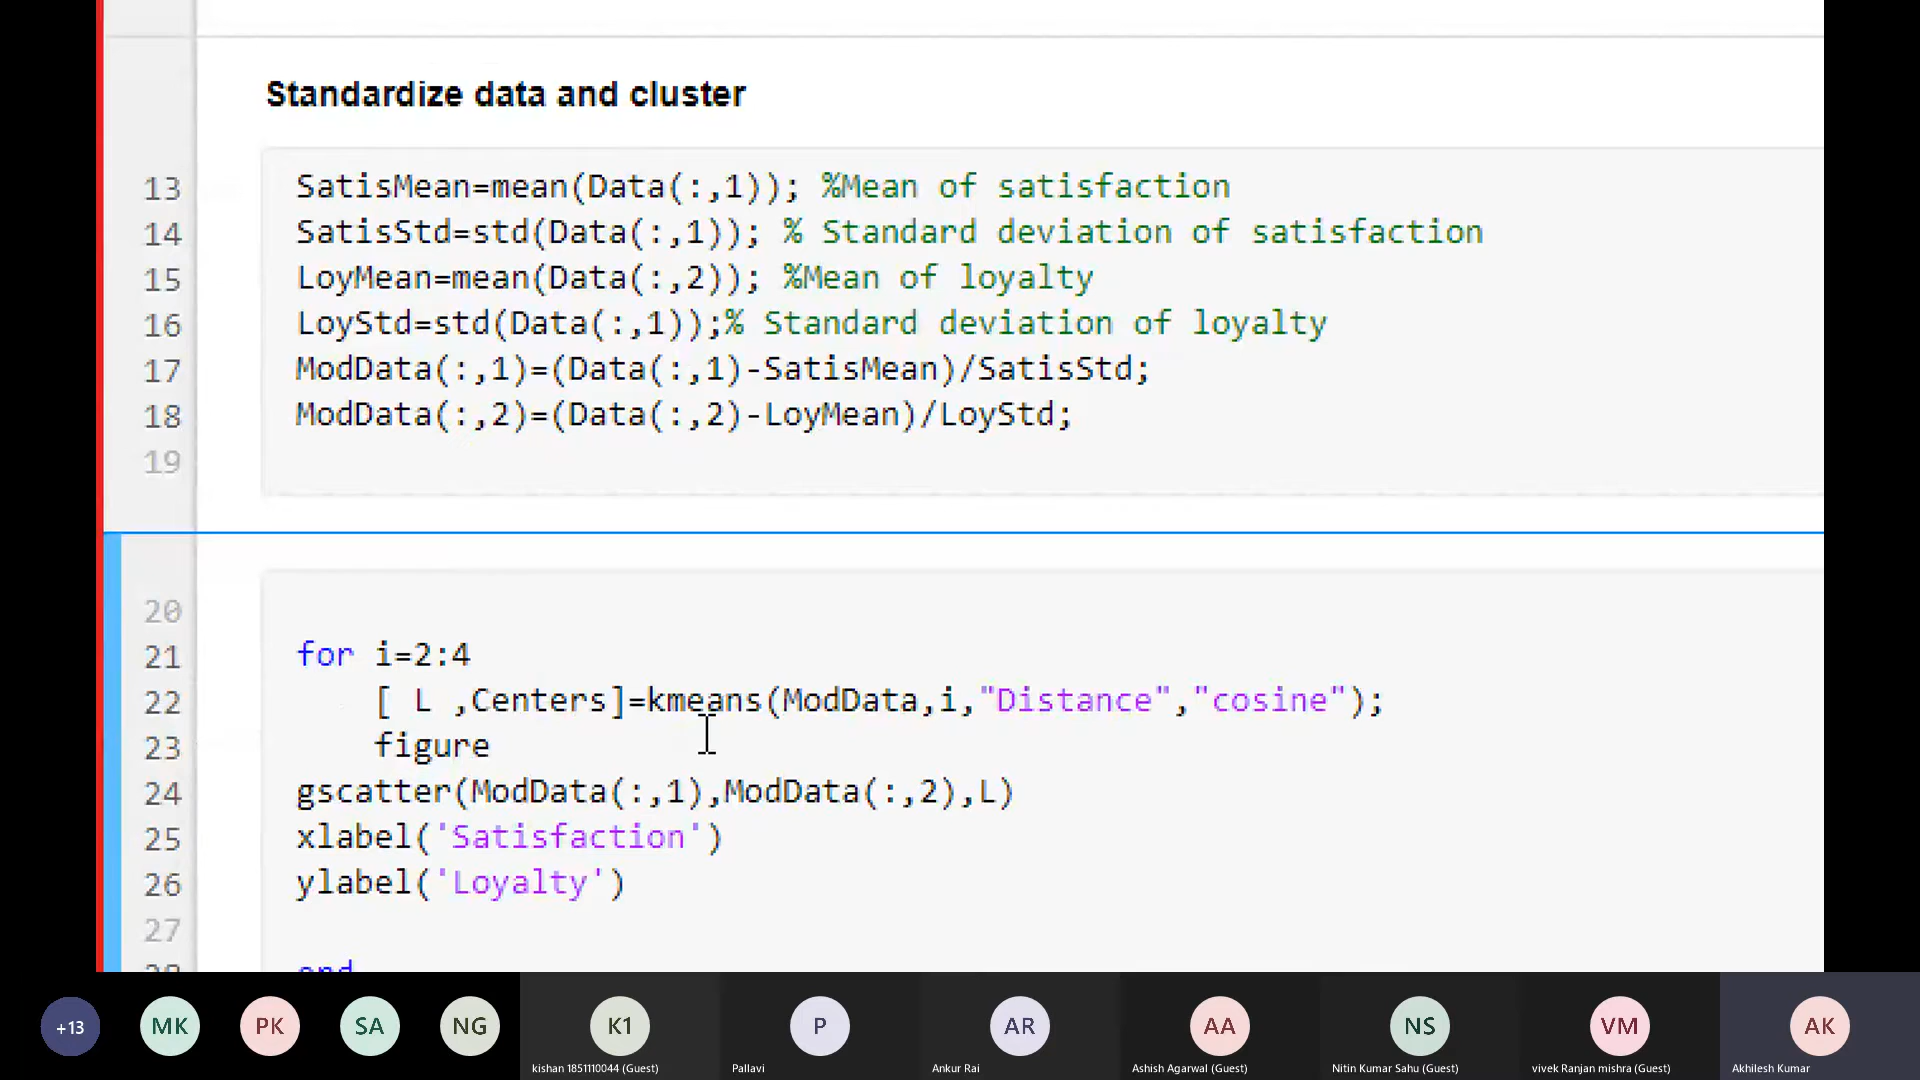 Standardize data and cluster
13 SatisMean=mean(Data(:,1)); %Mean of satisfaction
14 SatisStd=std(Data(:,1)); % Standard deviation of satisfaction
15 LoyMean=mean(Data(:,2)); %Mean of loyalty
16 LoyStd=std(Data(:,1));% Standard deviation of loyalty
17 ModData(:,1)=(Data(:,1)-SatisMean)/SatisStd;
18 ModData(:,2)=(Data(:,2)-LoyMean)/LoyStd;
19
20
21 for i=2:4
22 [ L ,Centers]=kmeans(ModData,i,"Distance","cosine");
23 figure
24 gscatter(ModData(:,1),ModData(:,2),L)
25 xlabel('Satisfaction')
26 ylabel('Loyalty')
27
28 end
+13 MK PK SA NG K1 P AR AA NS VM AK
kishan 1851110044 (Guest) Pallavi Ankur Rai Ashish Agarwal (Guest) Nitin Kumar Sahu (Guest) vivek Ranjan mishra (Guest) Akhilesh Kumar